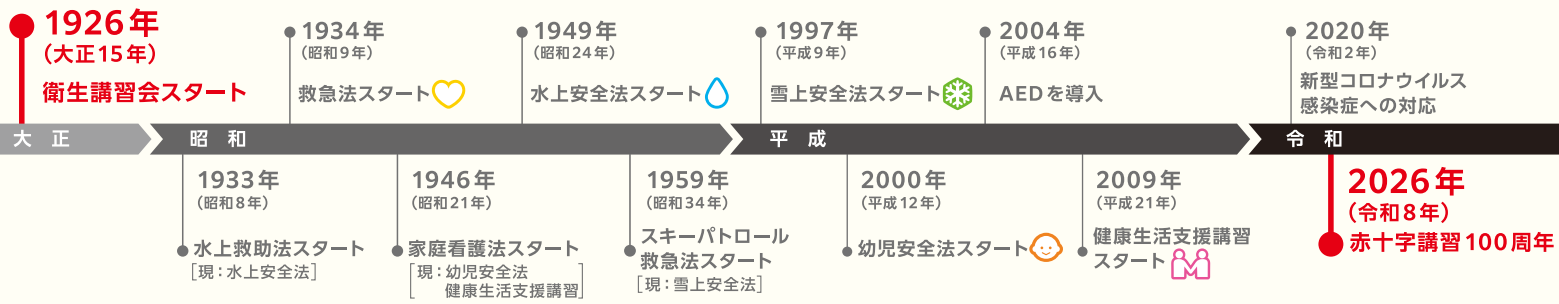 1926年
（大正15年）
衛生講習会スタート
1934年
（昭和9年）
救急法スタート
1949年
（昭和24年）
水上安全法スタート
1997年
（平成9年）
雪上安全法スタート
2004年
（平成16年）
AEDを導入
2020年
（令和2年）
新型コロナウイルス
感染症への対応
大正
昭和
平成
令和
1933年
（昭和8年）
水上救助法スタート
［現：水上安全法］
1946年
（昭和21年）
家庭看護法スタート
［現：幼児安全法
健康生活支援講習］
1959年
（昭和34年）
スキーパトロール
救急法スタート
［現：雪上安全法］
2000年
（平成12年）
幼児安全法スタート
2009年
（平成21年）
健康生活支援講習
スタート
2026年
（令和8年）
赤十字講習100周年